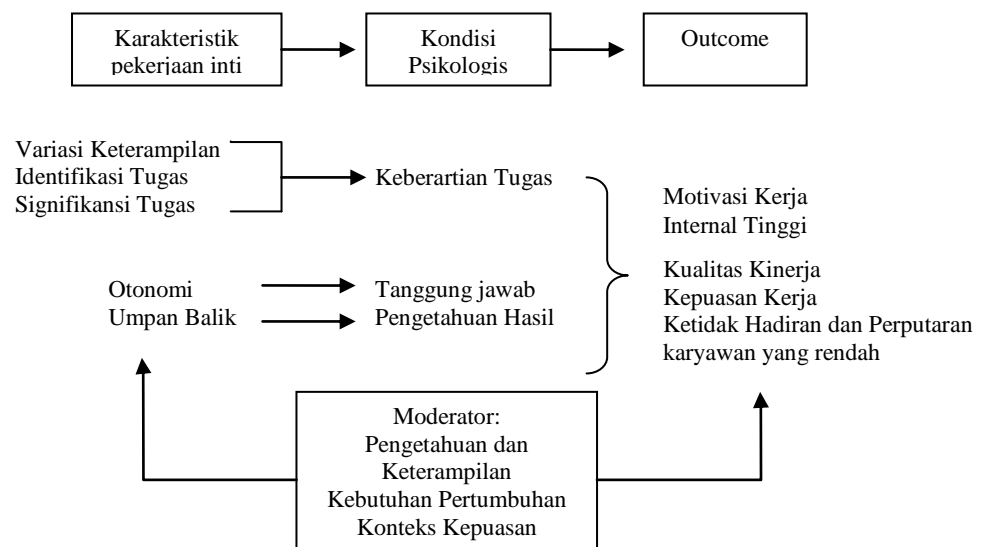 Karakteristik
pekerjaan inti
Kondisi
Psikologis
Outcome
Variasi Keterampilan
Identifikasi Tugas
Signifikansi Tugas
Keberartian Tugas
Motivasi Kerja
Internal Tinggi
Kualitas Kinerja
Kepuasan Kerja
Ketidak Hadiran dan Perputaran
karyawan yang rendah
Otonomi
Umpan Balik
Tanggung jawab
Pengetahuan Hasil
Moderator:
Pengetahuan dan
Keterampilan
Kebutuhan Pertumbuhan
Konteks Kepuasan